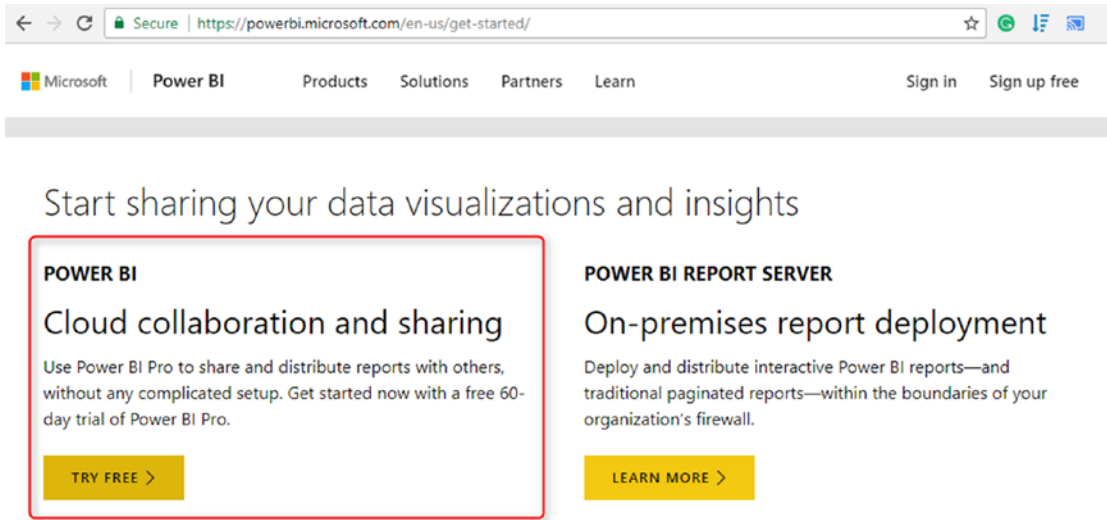 Secure | https://powerbi.microsoft.com/en-us/get-started/
Microsoft Power BI Products Solutions Partners Learn Sign in Sign up free
Start sharing your data visualizations and insights
POWER BI
Cloud collaboration and sharing
Use Power BI Pro to share and distribute reports with others,
without any complicated setup. Get started now with a free 60-
day trial of Power BI Pro.
TRY FREE >
POWER BI REPORT SERVER
On-premises report deployment
Deploy and distribute interactive Power BI reports—and
traditional paginated reports—within the boundaries of your
organization's firewall.
LEARN MORE >